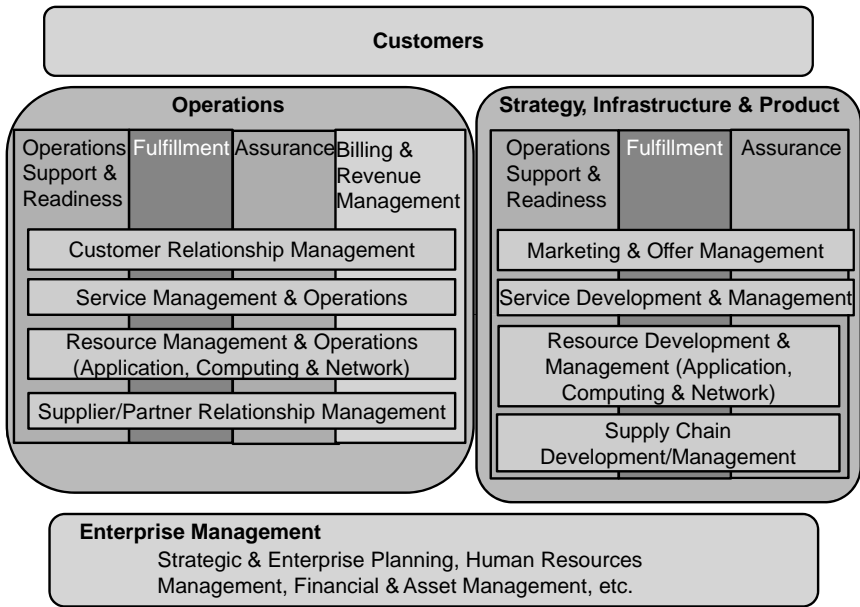 Customers
Operations
Operations
Support &
Readiness
Fulfillment
Assurance
Billing &
Revenue
Management
Customer Relationship Management
Service Management & Operations
Resource Management & Operations
(Application, Computing & Network)
Supplier/Partner Relationship Management
Strategy, Infrastructure & Product
Operations
Support &
Readiness
Fulfillment
Assurance
Marketing & Offer Management
Service Development & Management
Resource Development &
Management (Application,
Computing & Network)
Supply Chain
Development/Management
Enterprise Management
Strategic & Enterprise Planning, Human Resources
Management, Financial & Asset Management, etc.